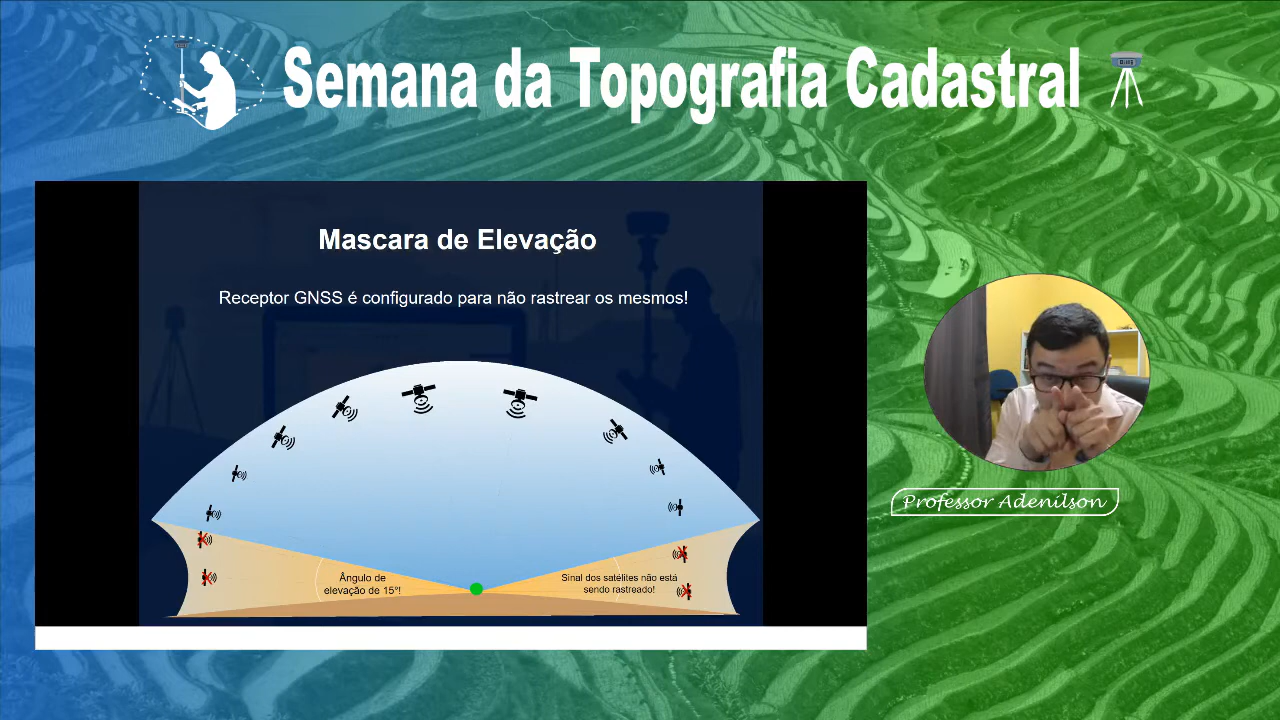 Semana da Topografia Cadastral
Mascara de Elevação
Receptor GNSS é configurado para não rastrear os mesmos!
Ângulo de
elevação de 15º!
Sinal dos satélites não está
sendo rastreado!
Professor Adenilson